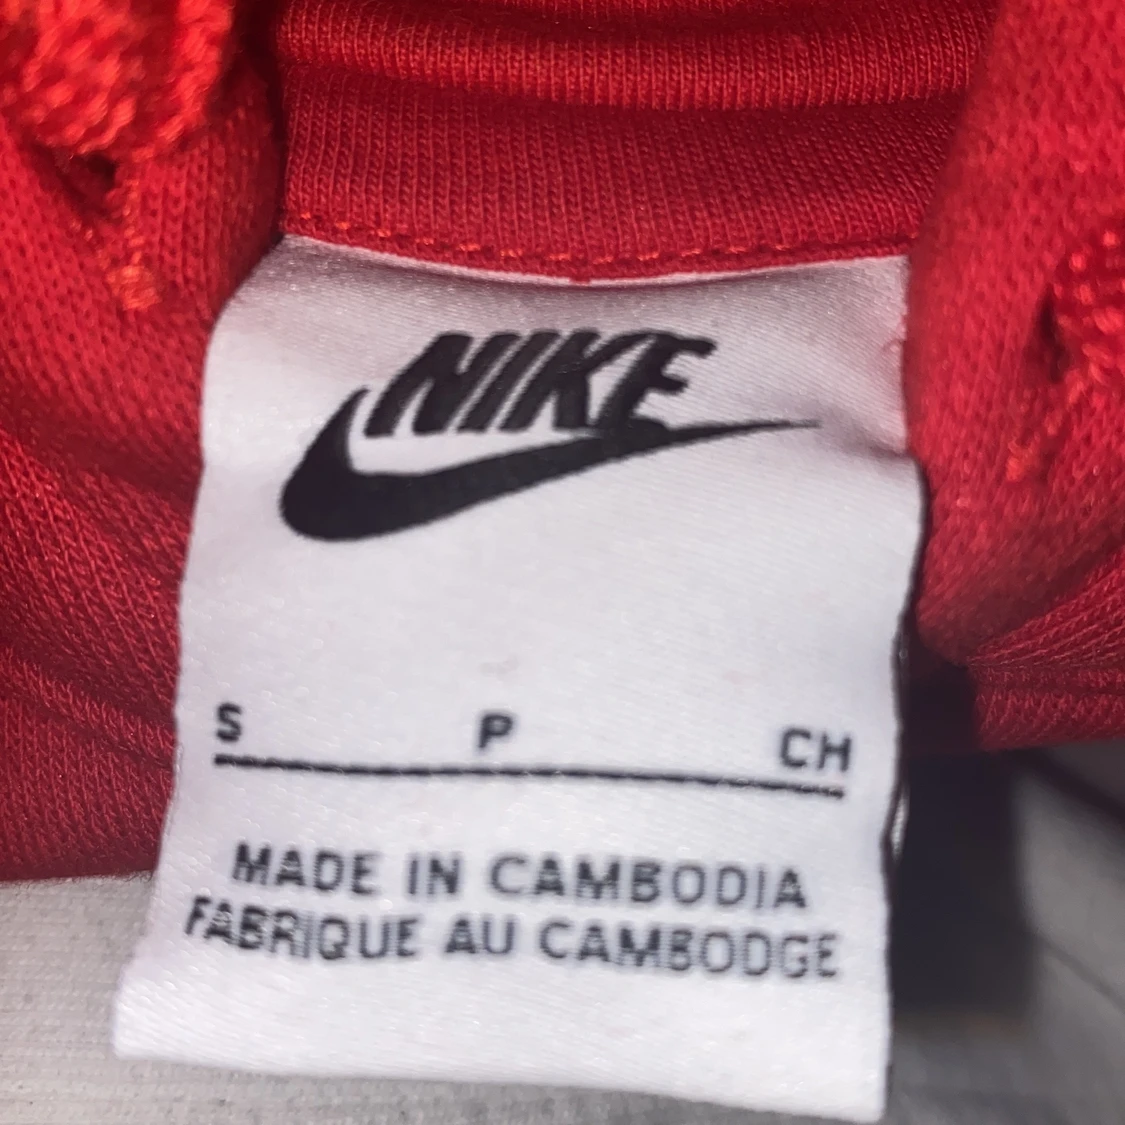 NIKE
S P CH
MADE IN CAMBODIA
FABRIQUE AU CAMBODGE